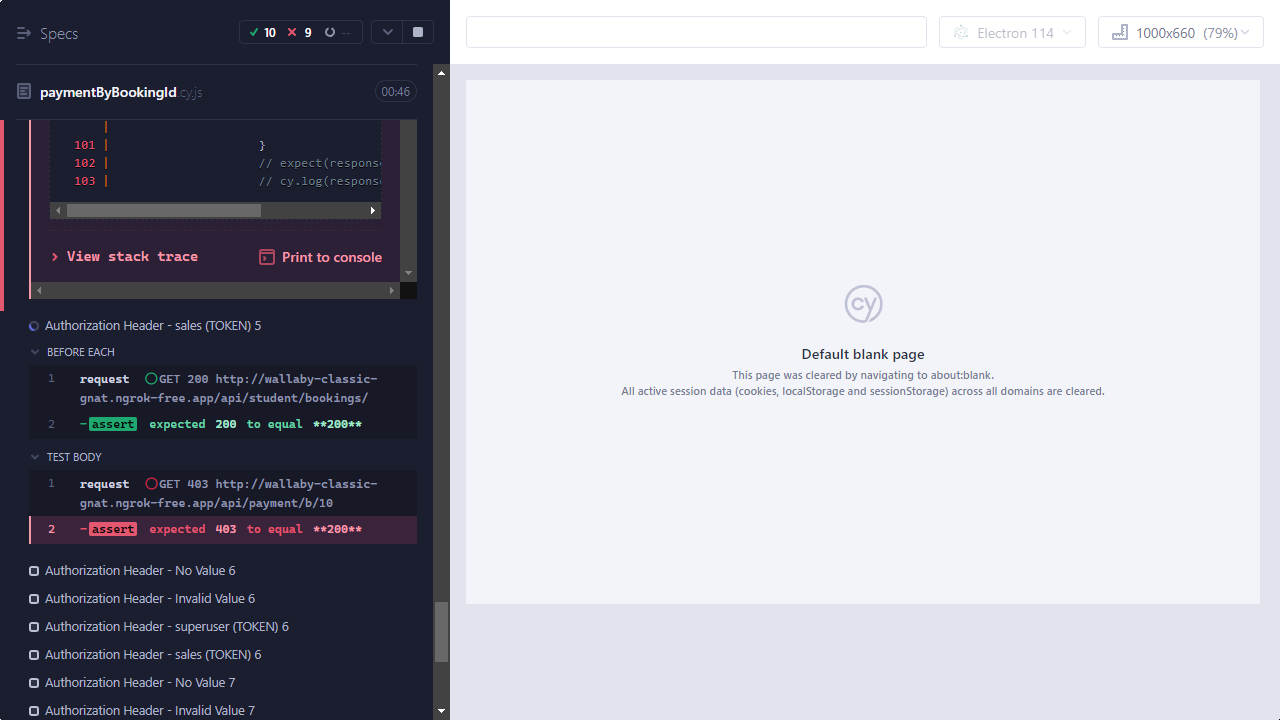 Specs
10 9 --
Electron 114
1000x660 (79%)
paymentByBookingId.cy.js
00:46
|
101 | }
102 | // expect(response
103 | // cy.log(response
View stack trace
Print to console
Authorization Header - sales (TOKEN) 5
BEFORE EACH
1 request GET 200 http://wallaby-classic-
gnat.ngrok-free.app/api/student/bookings/
2 -assert expected 200 to equal **200**
TEST BODY
1 request GET 403 http://wallaby-classic-
gnat.ngrok-free.app/api/payment/b/10
2 -assert expected 403 to equal **200**
Authorization Header - No Value 6
Authorization Header - Invalid Value 6
Authorization Header - superuser (TOKEN) 6
Authorization Header - sales (TOKEN) 6
Authorization Header - No Value 7
Authorization Header - Invalid Value 7
cy
Default blank page
This page was cleared by navigating to about:blank.
All active session data (cookies, localStorage and sessionStorage) across all domains are cleared.